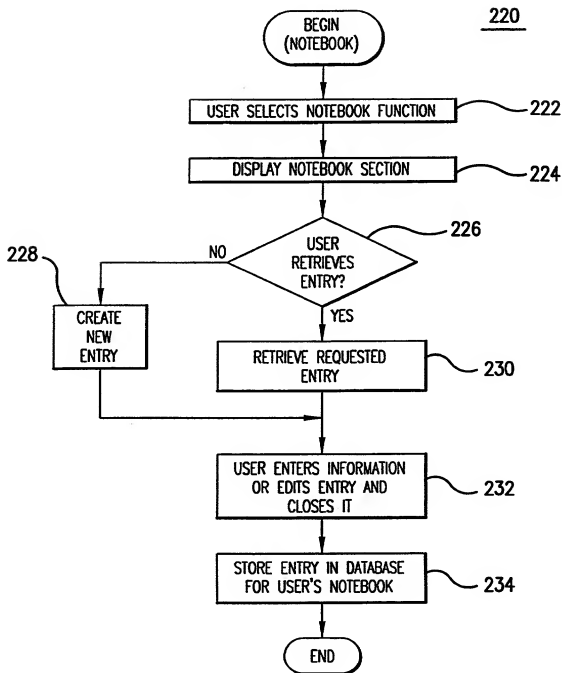 BEGIN
(NOTEBOOK)
220
USER SELECTS NOTEBOOK FUNCTION
222
DISPLAY NOTEBOOK SECTION
224
USER
RETRIEVES
ENTRY?
226
NO
228
CREATE
NEW
ENTRY
YES
RETRIEVE REQUESTED
ENTRY
230
USER ENTERS INFORMATION
OR EDITS ENTRY AND
CLOSES IT
232
STORE ENTRY IN DATABASE
FOR USER'S NOTEBOOK
234
END